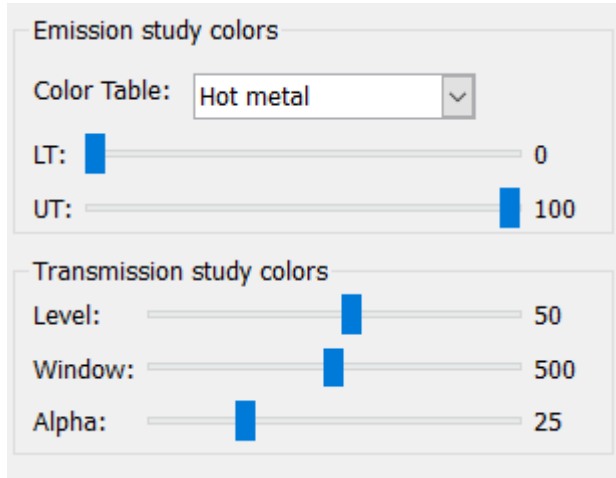 Emission study colors
Color Table: Hot metal
LT: 0
UT: 100
Transmission study colors
Level: 50
Window: 500
Alpha: 25